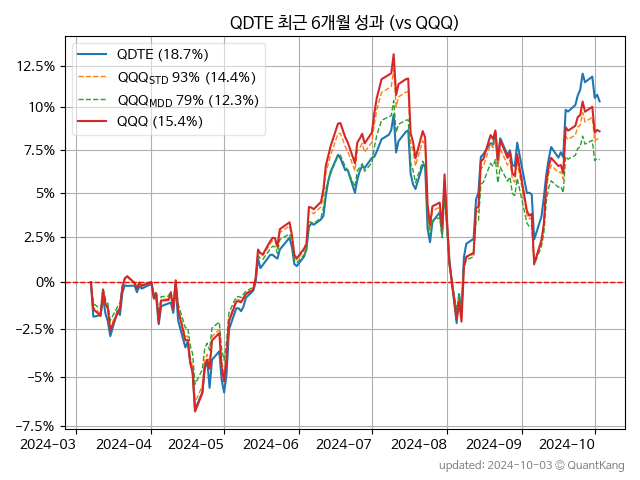 QDTE 최근 6개월 성과 (vs QQQ)
QDTE (18.7%)
QQQSTD 93% (14.4%)
QQQMDD 79% (12.3%)
QQQ (15.4%)
12.5%
10%
7.5%
5%
2.5%
0%
−2.5%
−5%
−7.5%
2024-03 2024-04 2024-05 2024-06 2024-07 2024-08 2024-09 2024-10
updated: 2024-10-03 © QuantKang